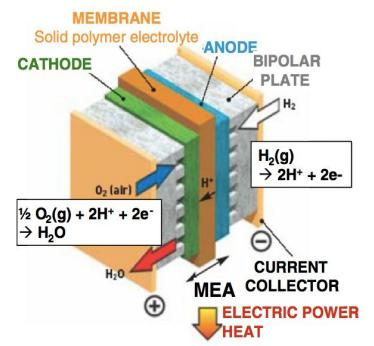 MEMBRANE
Solid polymer electrolyte
ANODE
CATHODE
BIPOLAR
PLATE
H₂
H₂(g)
→ 2H⁺ + 2e-
O₂ (air)
H⁺
½ O₂(g) + 2H⁺ + 2e⁻
→ H₂O
H₂O
MEA
CURRENT
COLLECTOR
ELECTRIC POWER
HEAT